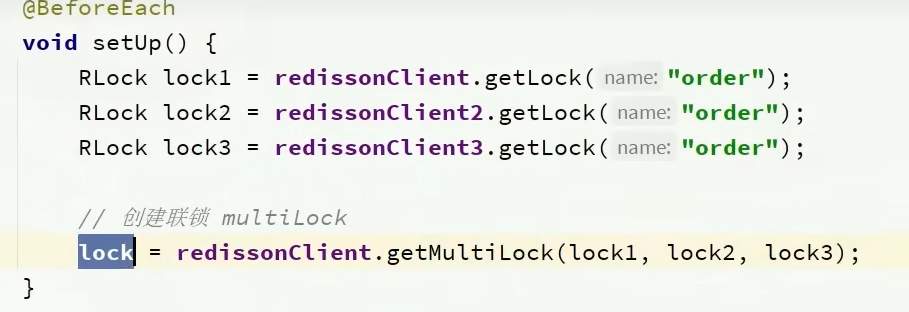 @BeforeEach
void setUp() {
RLock lock1 = redissonClient.getLock( name: "order");
RLock lock2 = redissonClient2.getLock( name: "order");
RLock lock3 = redissonClient3.getLock( name: "order");
// 创建联锁 multiLock
lock = redissonClient.getMultiLock(lock1, lock2, lock3);
}